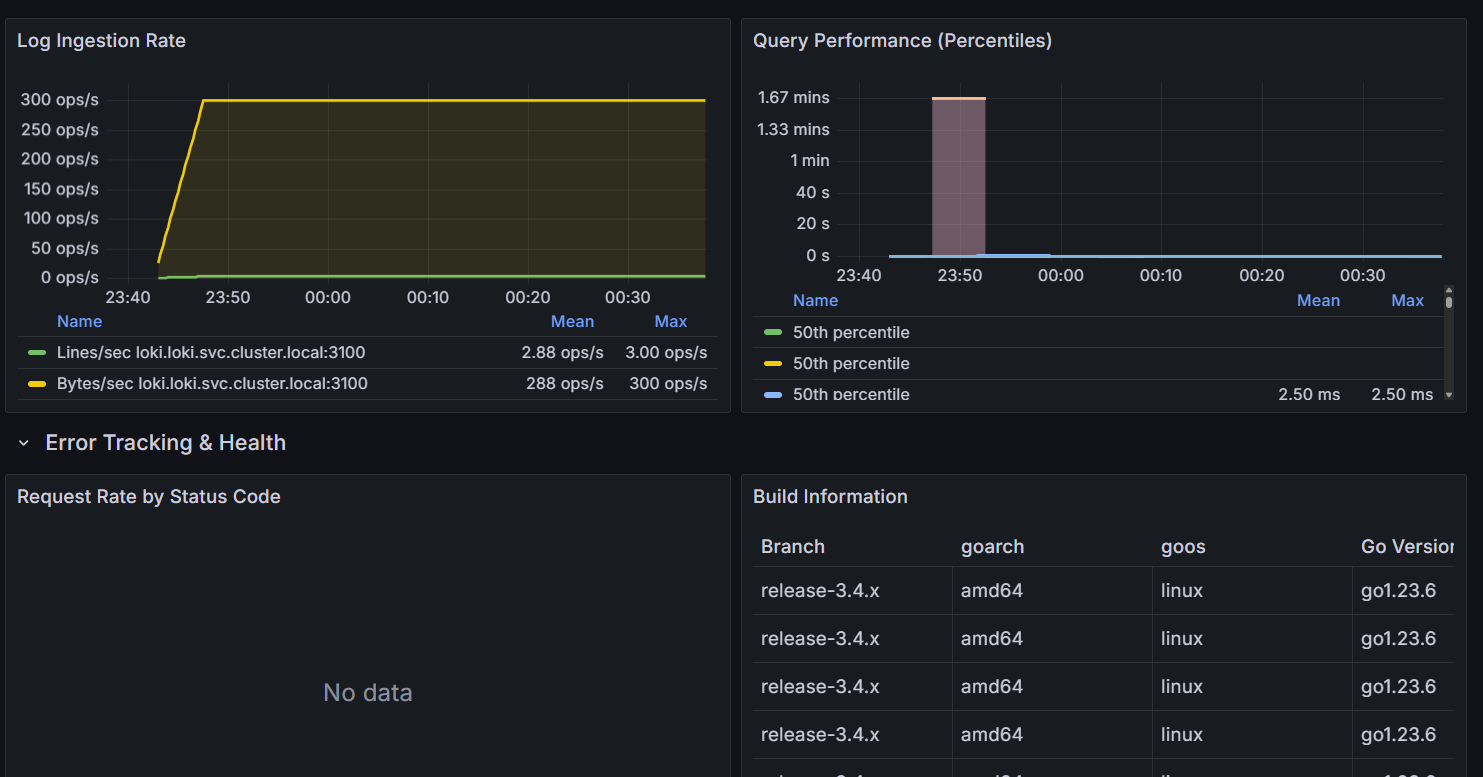 Log Ingestion Rate
300 ops/s
250 ops/s
200 ops/s
150 ops/s
100 ops/s
50 ops/s
0 ops/s
23:40 23:50 00:00 00:10 00:20 00:30
Name Mean Max
Lines/sec loki.loki.svc.cluster.local:3100 2.88 ops/s 3.00 ops/s
Bytes/sec loki.loki.svc.cluster.local:3100 288 ops/s 300 ops/s
Query Performance (Percentiles)
1.67 mins
1.33 mins
1 min
40 s
20 s
0 s
23:40 23:50 00:00 00:10 00:20 00:30
Name Mean Max
50th percentile
50th percentile
50th percentile 2.50 ms 2.50 ms
Error Tracking & Health
Request Rate by Status Code
No data
Build Information
Branch goarch goos Go Version
release-3.4.x amd64 linux go1.23.6
release-3.4.x amd64 linux go1.23.6
release-3.4.x amd64 linux go1.23.6
release-3.4.x amd64 linux go1.23.6